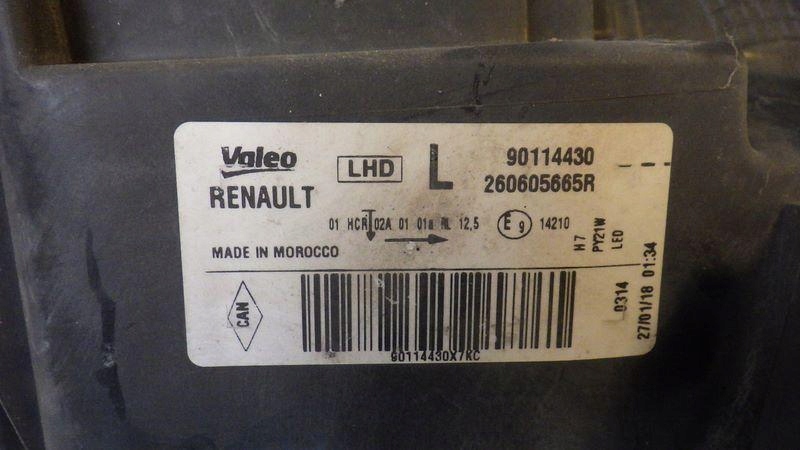 Valeo
RENAULT
LHD
L
90114430
260605665R
01 HCR 02A 01 01a RL 12,5
E9
14210
MADE IN MOROCCO
H7
PY21W
LED
CAN
90114430X7KC
L0314
27/01/18 01:34